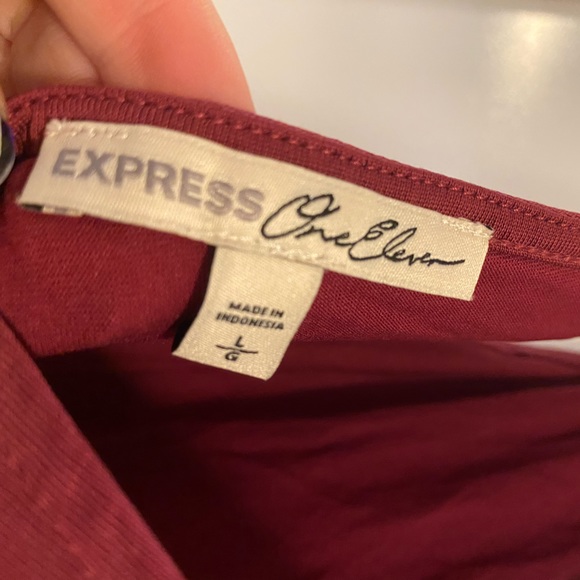 EXPRESS One Eleven
MADE IN
INDONESIA
L
G